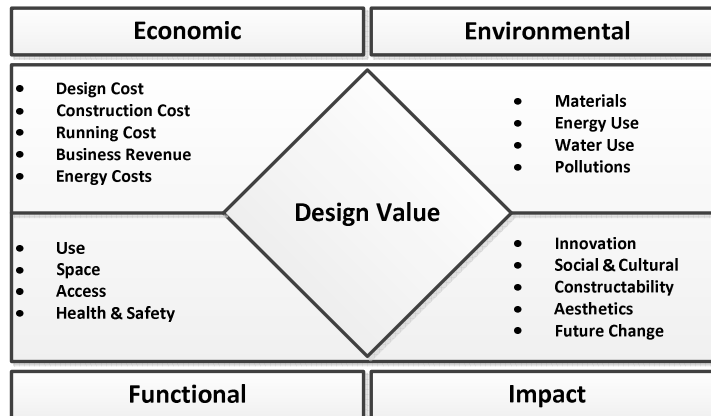 Economic
Environmental
• Design Cost
• Construction Cost
• Running Cost
• Business Revenue
• Energy Costs
• Materials
• Energy Use
• Water Use
• Pollutions
Design Value
• Use
• Space
• Access
• Health & Safety
• Innovation
• Social & Cultural
• Constructability
• Aesthetics
• Future Change
Functional
Impact